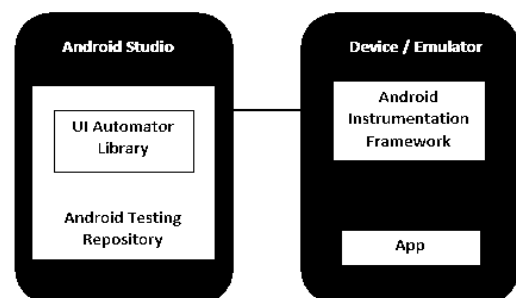 Android Studio
UI Automator
Library
Android Testing
Repository
Device / Emulator
Android
Instrumentation
Framework
App